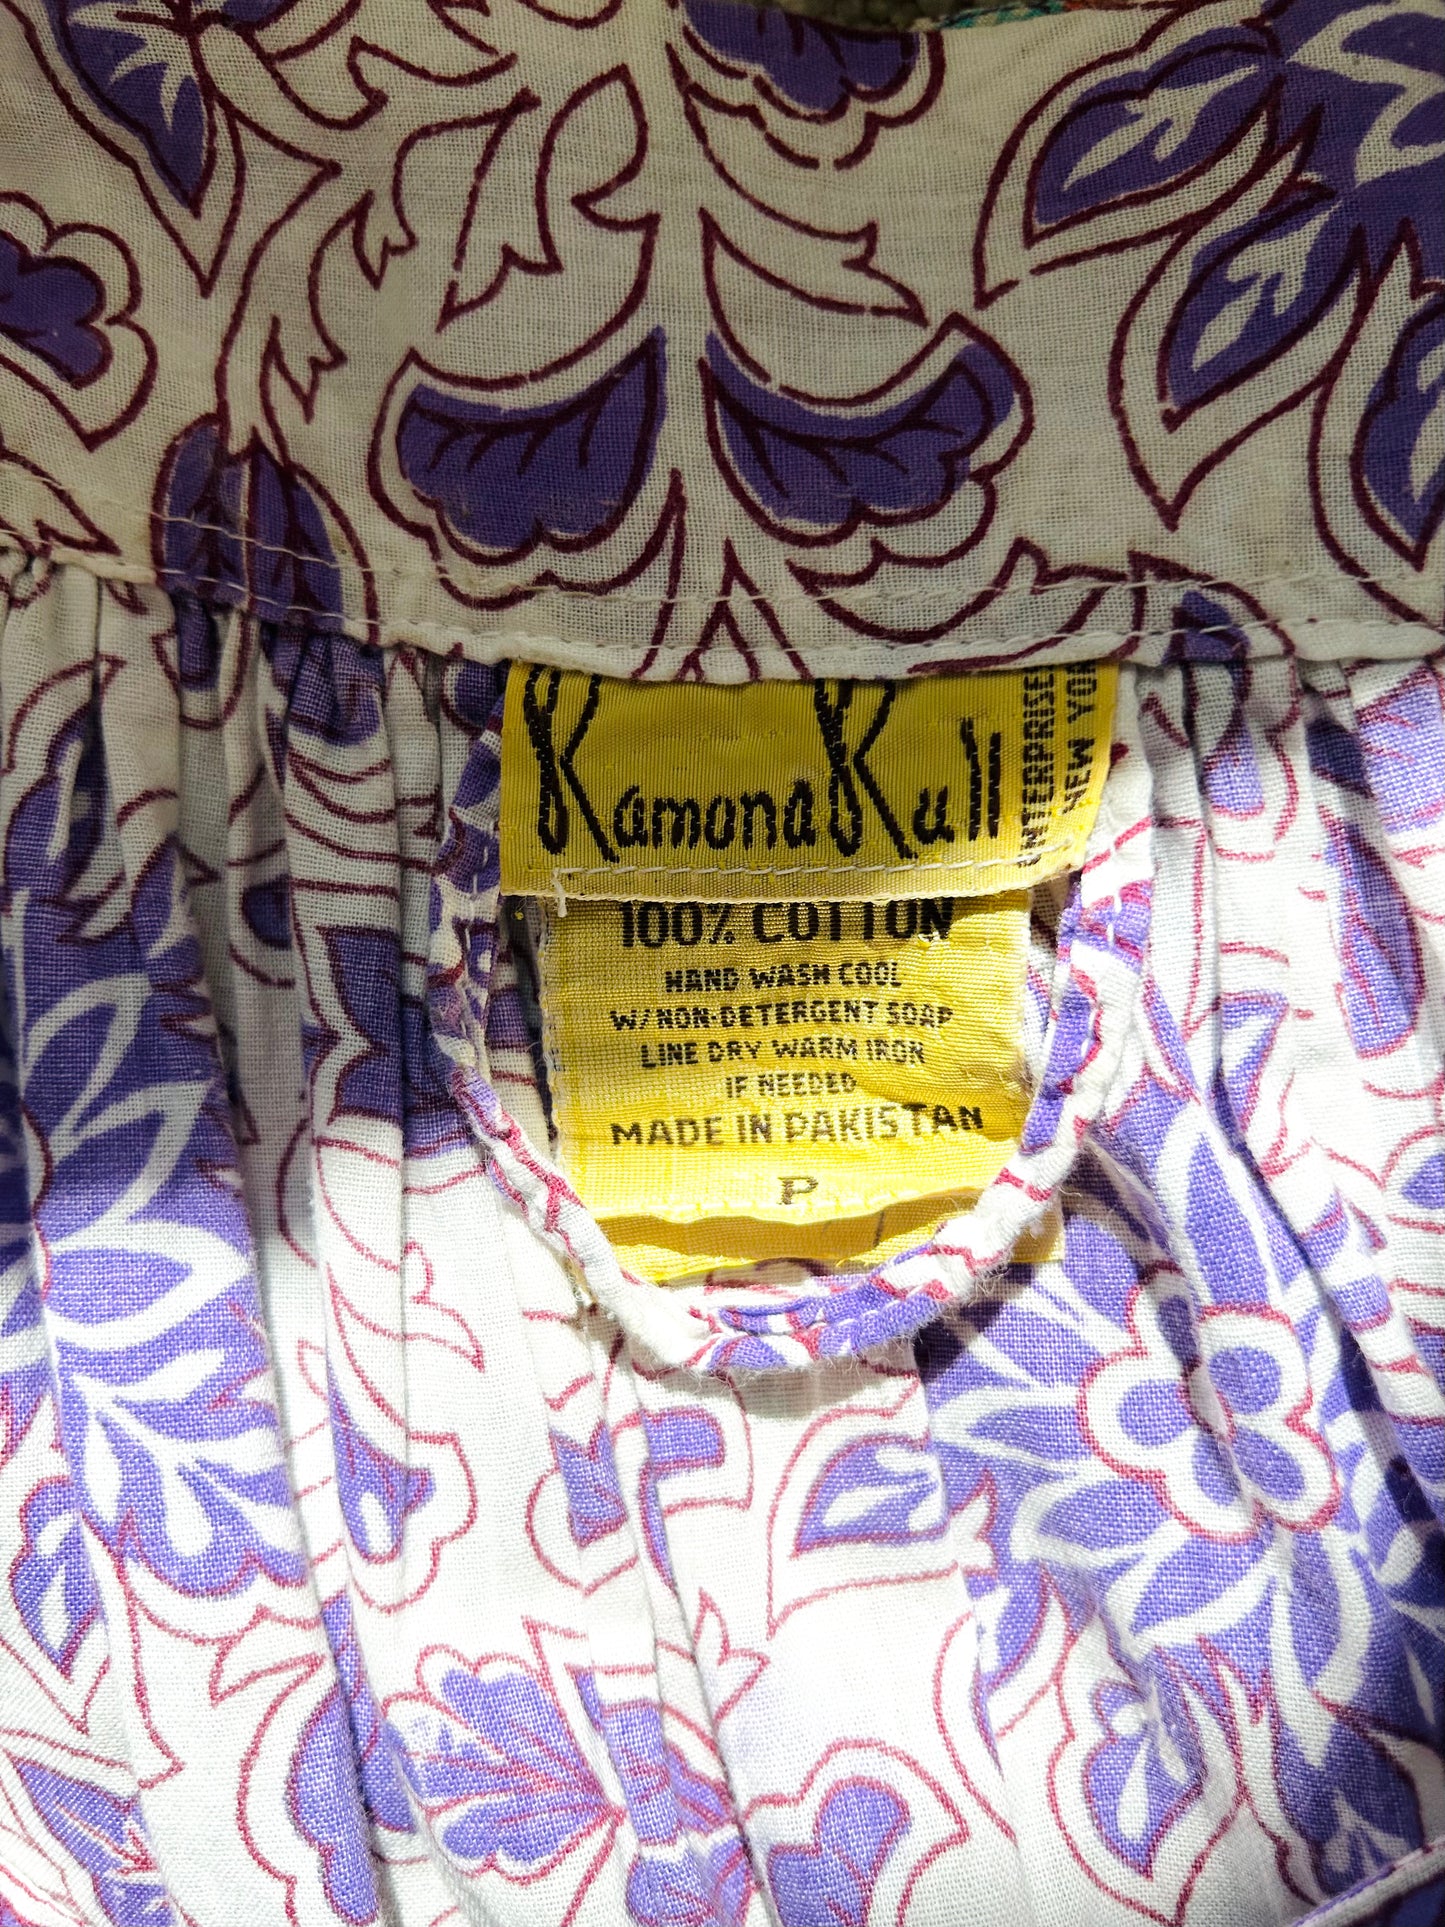 Ramona Rull
ENTERPRISE
NEW YOR
100% COTTON
HAND WASH COOL
W/NON-DETERGENT SOAP
LINE DRY WARM IRON
IF NEEDED
MADE IN PAKISTAN
P